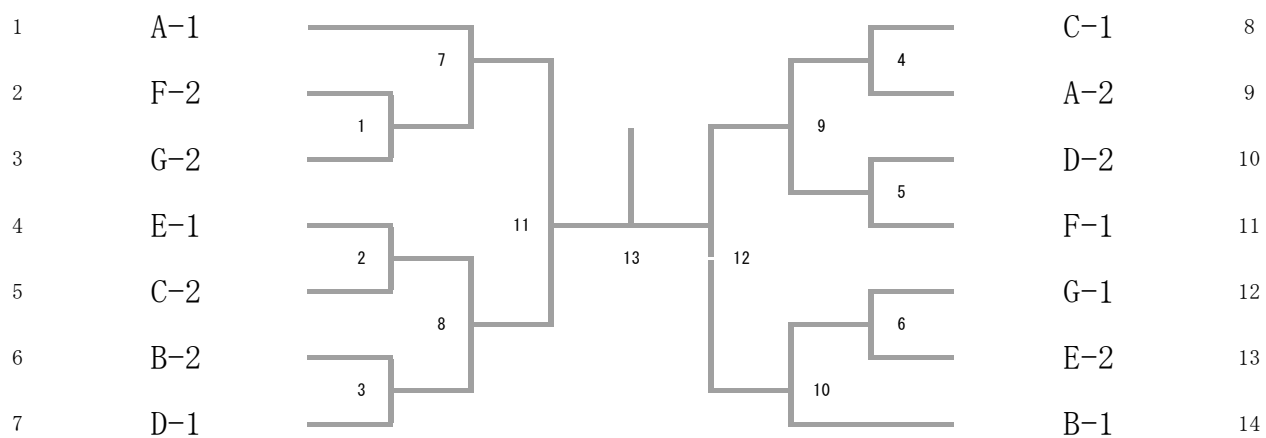 1 A-1 C-1 8
7 4
2 F-2 A-2 9
1 9
3 G-2 D-2 10
5
4 E-1 11 F-1 11
2 13 12
5 C-2 G-1 12
8 6
6 B-2 E-2 13
3 10
7 D-1 B-1 14